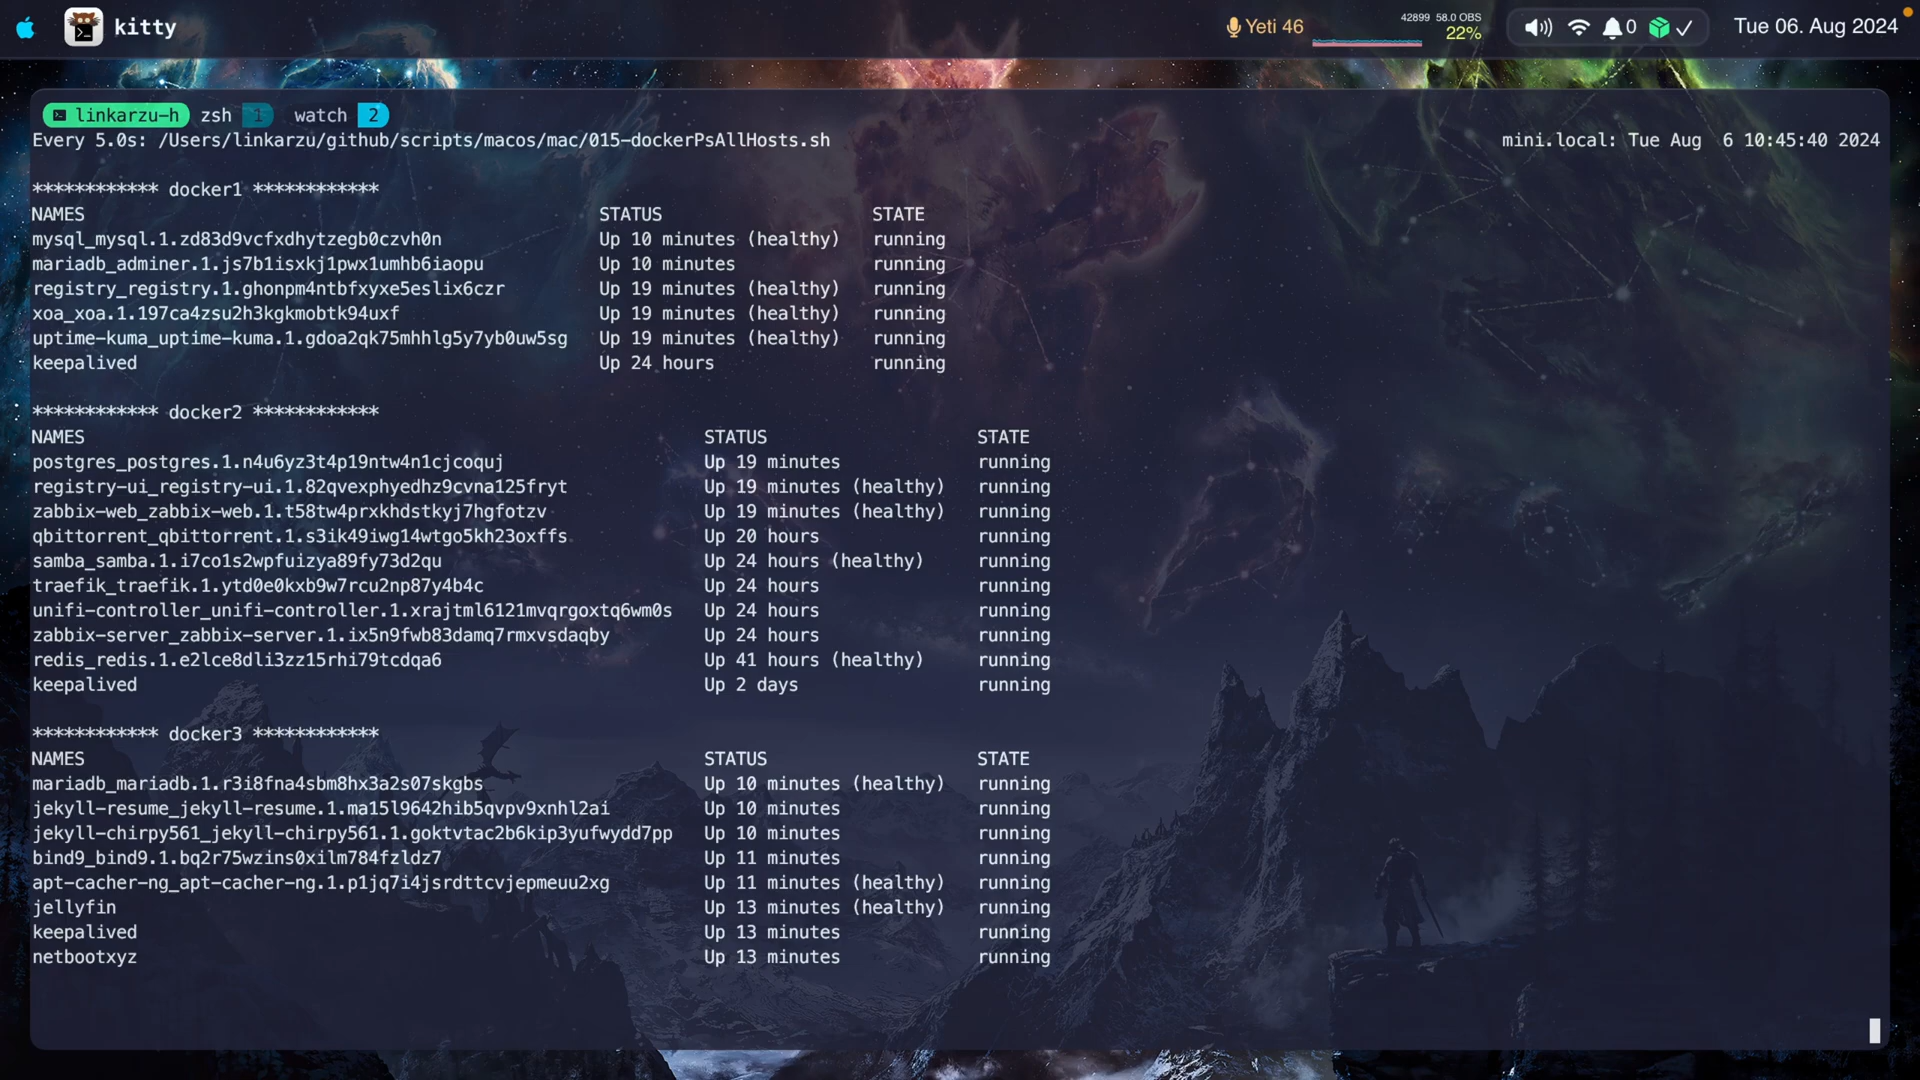 kitty
Yeti 46
42899 58.0 OBS
22%
0
Tue 06. Aug 2024
linkarzu-h zsh 1 watch 2
Every 5.0s: /Users/linkarzu/github/scripts/macos/mac/015-dockerPsAllHosts.sh mini.local: Tue Aug  6 10:45:40 2024
************ docker1 ************
NAMES STATUS STATE
mysql_mysql.1.zd83d9vcfxdhytzegb0czvh0n Up 10 minutes (healthy) running
mariadb_adminer.1.js7b1isxkj1pwx1umhb6iaopu Up 10 minutes running
registry_registry.1.ghonpm4ntbfxyxe5eslix6czr Up 19 minutes (healthy) running
xoa_xoa.1.197ca4zsu2h3kgkmobtk94uxf Up 19 minutes (healthy) running
uptime-kuma_uptime-kuma.1.gdoa2qk75mhhlg5y7yb0uw5sg Up 19 minutes (healthy) running
keepalived Up 24 hours running
************ docker2 ************
NAMES STATUS STATE
postgres_postgres.1.n4u6yz3t4p19ntw4n1cjcoquj Up 19 minutes running
registry-ui_registry-ui.1.82qvexphyedhz9cvna125fryt Up 19 minutes (healthy) running
zabbix-web_zabbix-web.1.t58tw4prxkhdstkyj7hgfotzv Up 19 minutes (healthy) running
qbittorrent_qbittorrent.1.s3ik49iwg14wtgo5kh23oxffs Up 20 hours running
samba_samba.1.i7co1s2wpfuizya89fy73d2qu Up 24 hours (healthy) running
traefik_traefik.1.ytd0e0kxb9w7rcu2np87y4b4c Up 24 hours running
unifi-controller_unifi-controller.1.xrajtml6121mvqrgoxtq6wm0s Up 24 hours running
zabbix-server_zabbix-server.1.ix5n9fwb83damq7rmxvsdaqby Up 24 hours running
redis_redis.1.e2lce8dli3zz15rhi79tcdqa6 Up 41 hours (healthy) running
keepalived Up 2 days running
************ docker3 ************
NAMES STATUS STATE
mariadb_mariadb.1.r3i8fna4sbm8hx3a2s07skgbs Up 10 minutes (healthy) running
jekyll-resume_jekyll-resume.1.ma15l9642hib5qvpv9xnhl2ai Up 10 minutes running
jekyll-chirpy561_jekyll-chirpy561.1.goktvtac2b6kip3yufwydd7pp Up 10 minutes running
bind9_bind9.1.bq2r75wzins0xilm784fzldz7 Up 11 minutes running
apt-cacher-ng_apt-cacher-ng.1.p1jq7i4jsrdttcvjepmeuu2xg Up 11 minutes (healthy) running
jellyfin Up 13 minutes (healthy) running
keepalived Up 13 minutes running
netbootxyz Up 13 minutes running